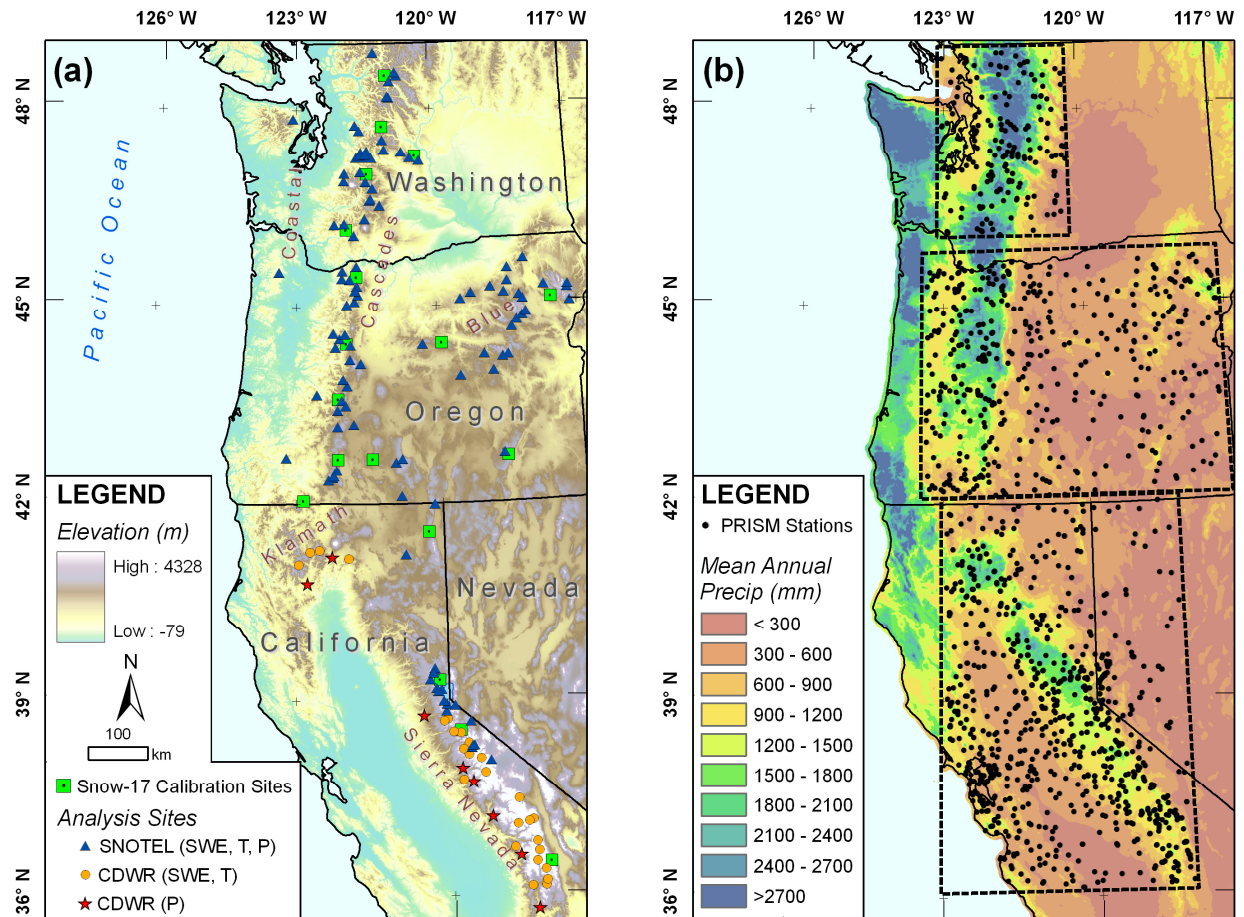 126° W
123° W
120° W
117° W
126° W
123° W
120° W
117° W
(a)
(b)
48° N
45° N
42° N
39° N
36° N
48° N
45° N
42° N
39° N
36° N
Pacific Ocean
Coastal
Washington
Cascades
Blue
Oregon
Klamath
Nevada
California
Sierra Nevada
LEGEND
Elevation (m)
High : 4328
Low : -79
N
100
km
Snow-17 Calibration Sites
Analysis Sites
SNOTEL (SWE, T, P)
CDWR (SWE, T)
CDWR (P)
LEGEND
PRISM Stations
Mean Annual
Precip (mm)
< 300
300 - 600
600 - 900
900 - 1200
1200 - 1500
1500 - 1800
1800 - 2100
2100 - 2400
2400 - 2700
>2700